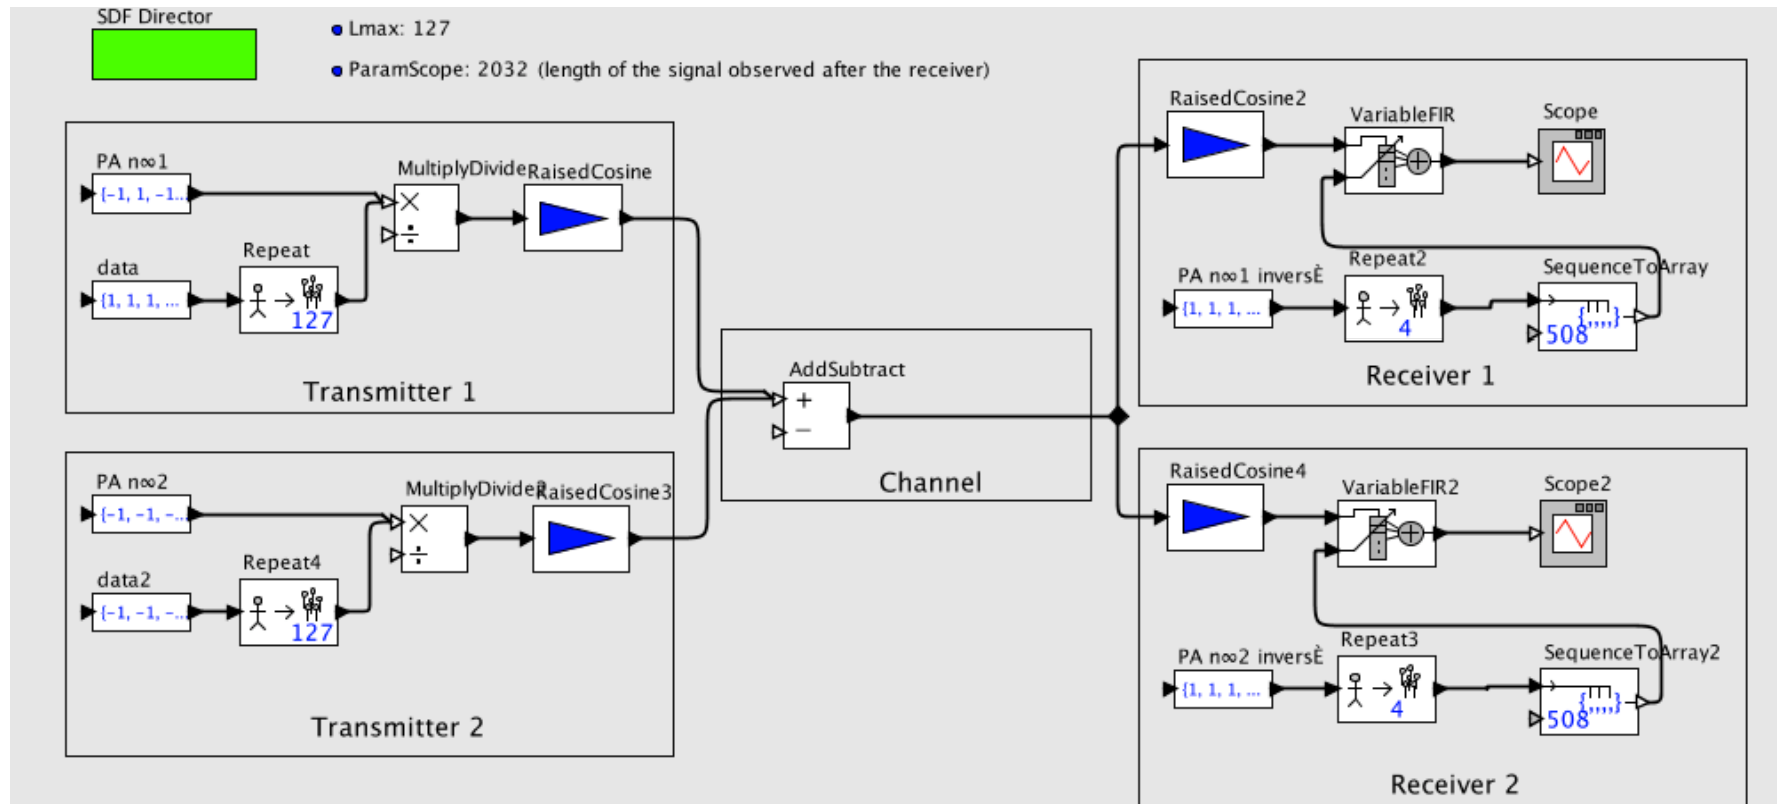 SDF Director
Lmax: 127
ParamScope: 2032 (length of the signal observed after the receiver)
PA n∞1
{-1, 1, -1...
MultiplyDivide
×
÷
RaisedCosine
data
{1, 1, 1, ...
Repeat
127
Transmitter 1
PA n∞2
{-1, -1, -...
MultiplyDivide2
×
÷
RaisedCosine3
data2
{-1, -1, -...
Repeat4
127
Transmitter 2
AddSubtract
+
−
Channel
RaisedCosine2
VariableFIR
Scope
PA n∞1 inversÈ
{1, 1, 1, ...
Repeat2
4
SequenceToArray
{,,,,}
508
Receiver 1
RaisedCosine4
VariableFIR2
Scope2
PA n∞2 inversÈ
{1, 1, 1, ...
Repeat3
4
SequenceToArray2
{,,,,}
508
Receiver 2